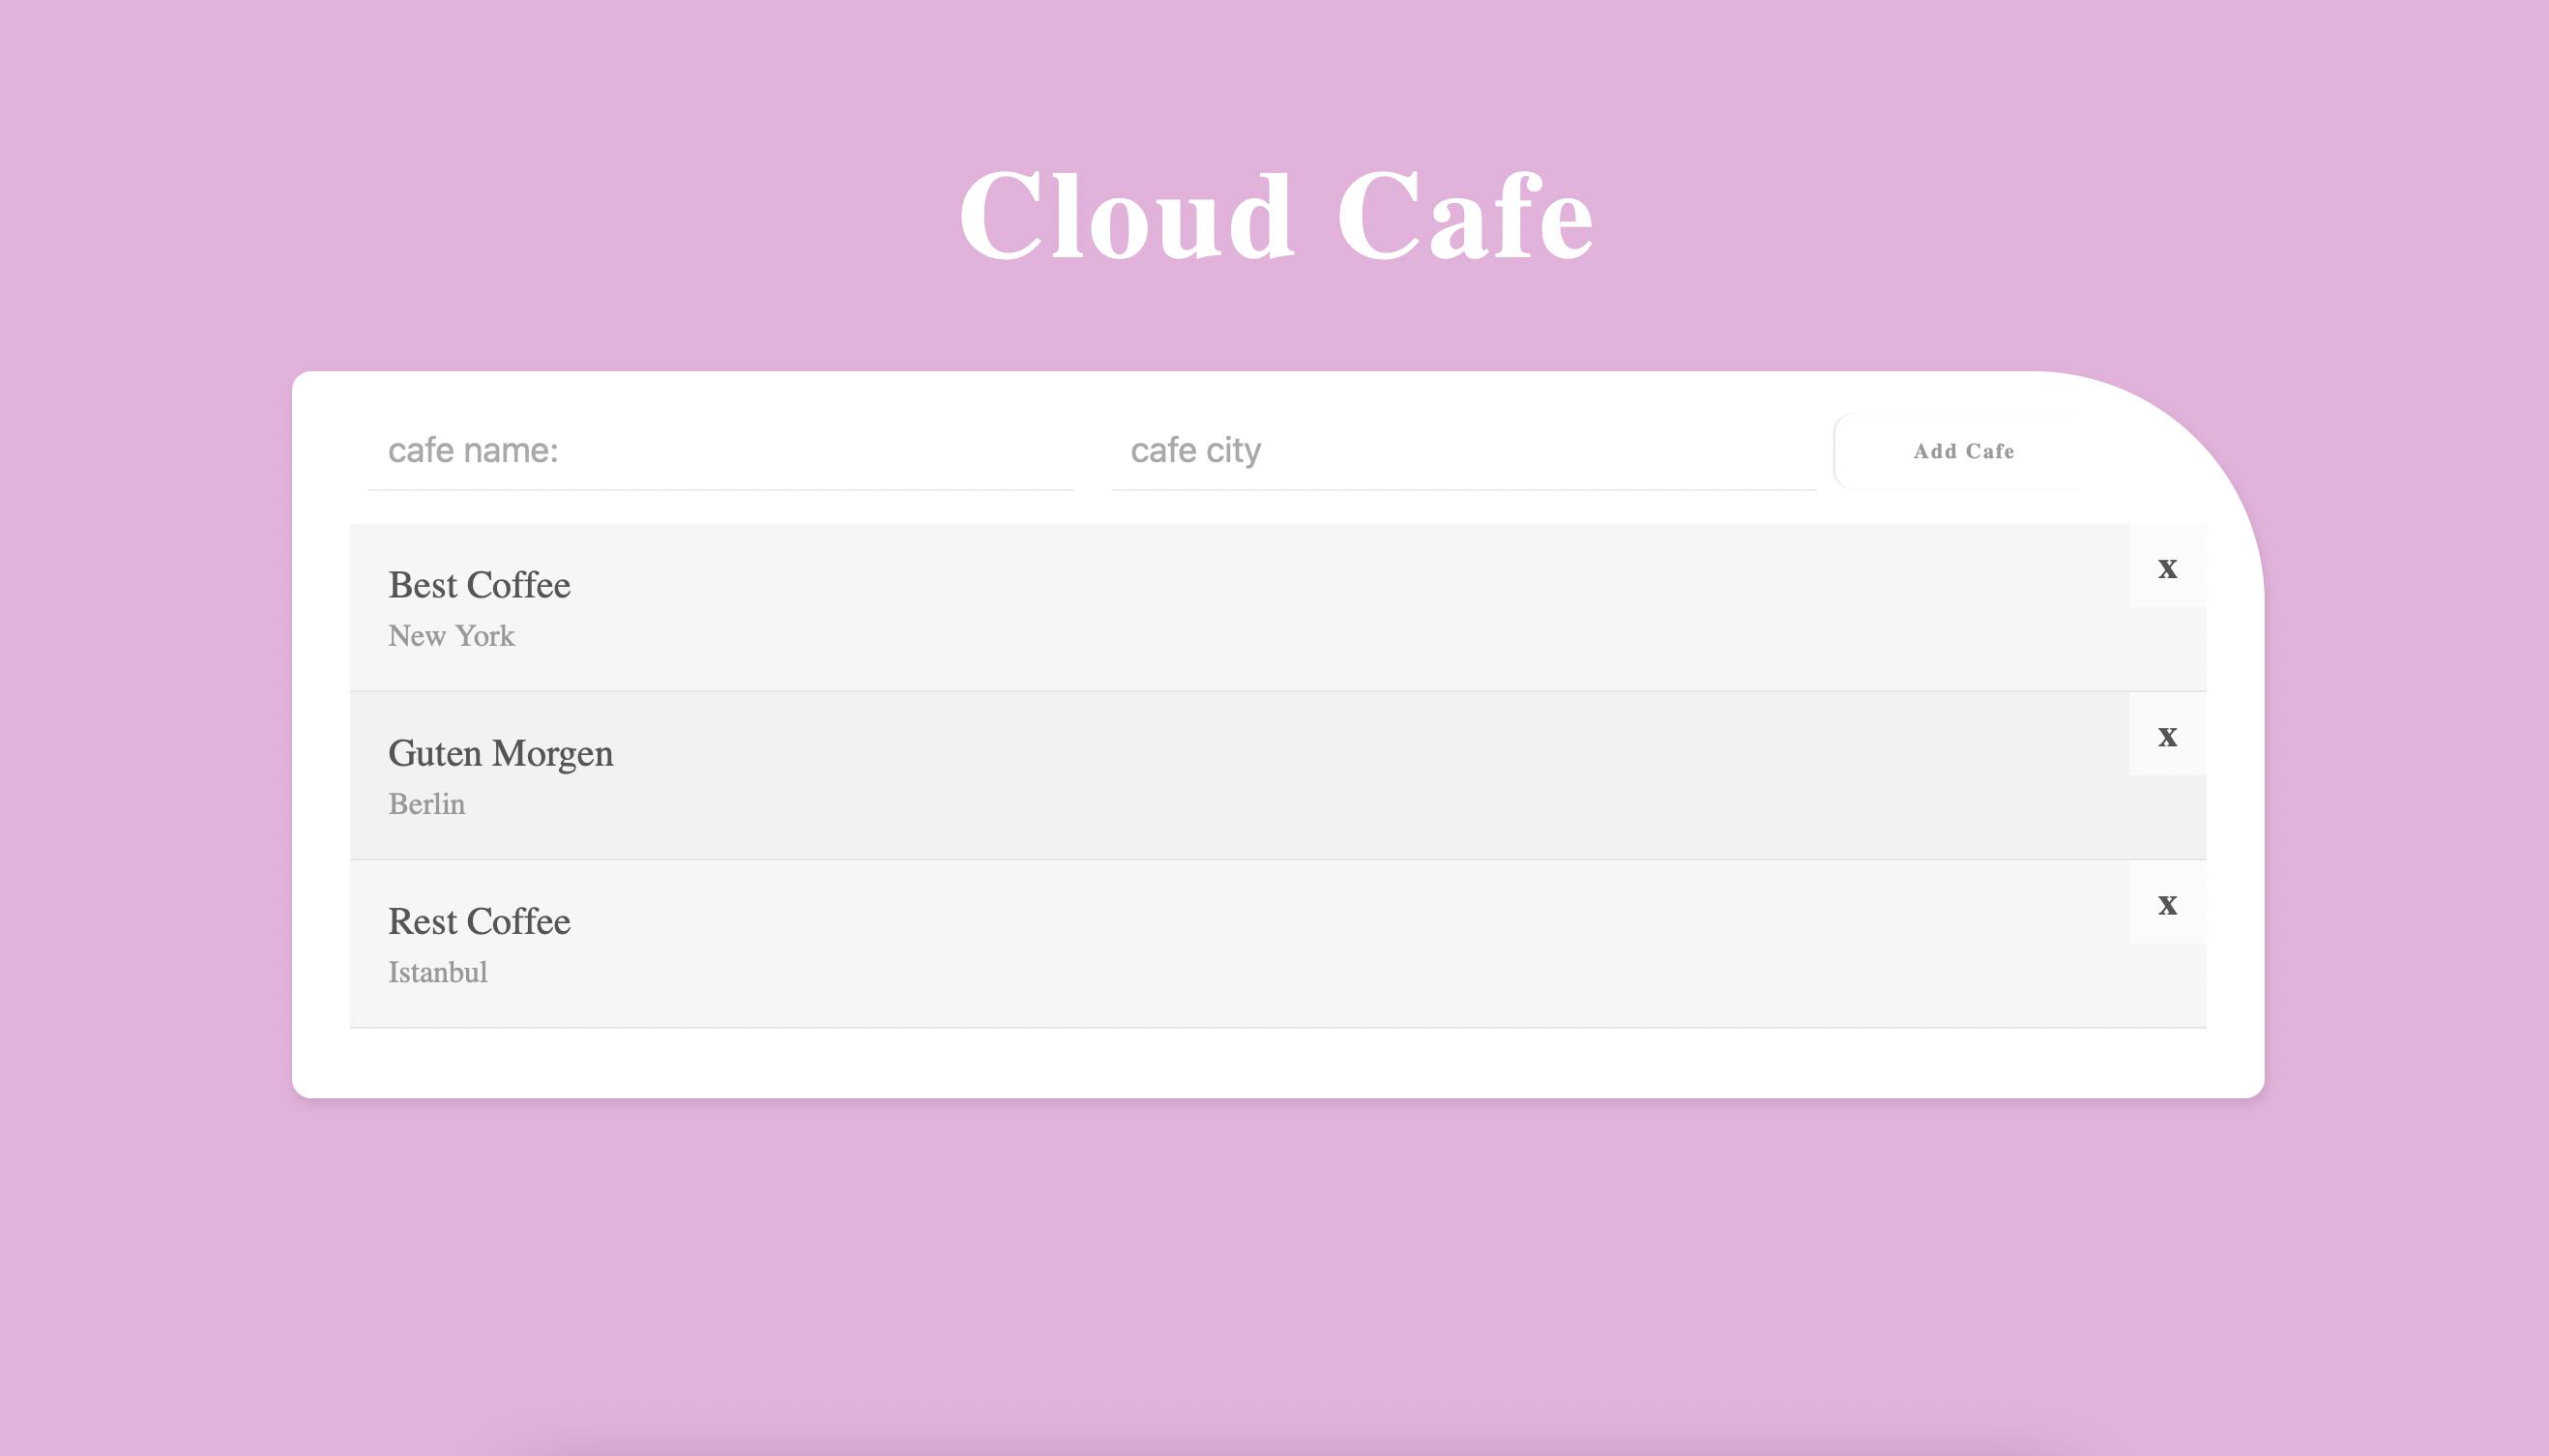 Cloud Cafe
cafe name:
cafe city
Add Cafe
Best Coffee
x
New York
Guten Morgen
x
Berlin
Rest Coffee
x
Istanbul